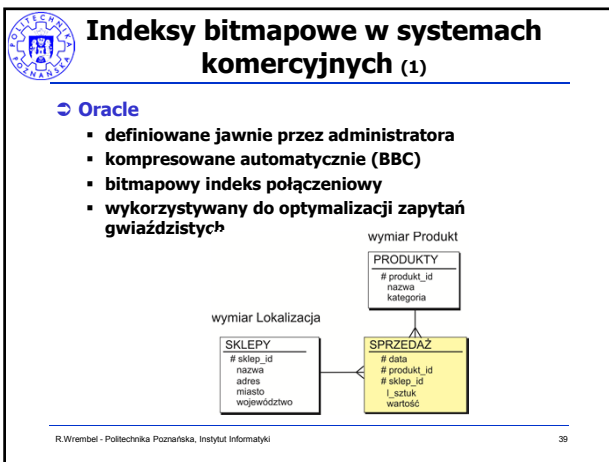 POLITECHNIKA POZNAŃSKA
Indeksy bitmapowe w systemach
komercyjnych (1)
Oracle
definiowane jawnie przez administratora
kompresowane automatycznie (BBC)
bitmapowy indeks połączeniowy
wykorzystywany do optymalizacji zapytań
gwiaździstych
wymiar Produkt
PRODUKTY
# produkt_id
nazwa
kategoria
wymiar Lokalizacja
SKLEPY
# sklep_id
nazwa
adres
miasto
województwo
SPRZEDAŻ
# data
# produkt_id
# sklep_id
l_sztuk
wartość
R.Wrembel - Politechnika Poznańska, Instytut Informatyki
39